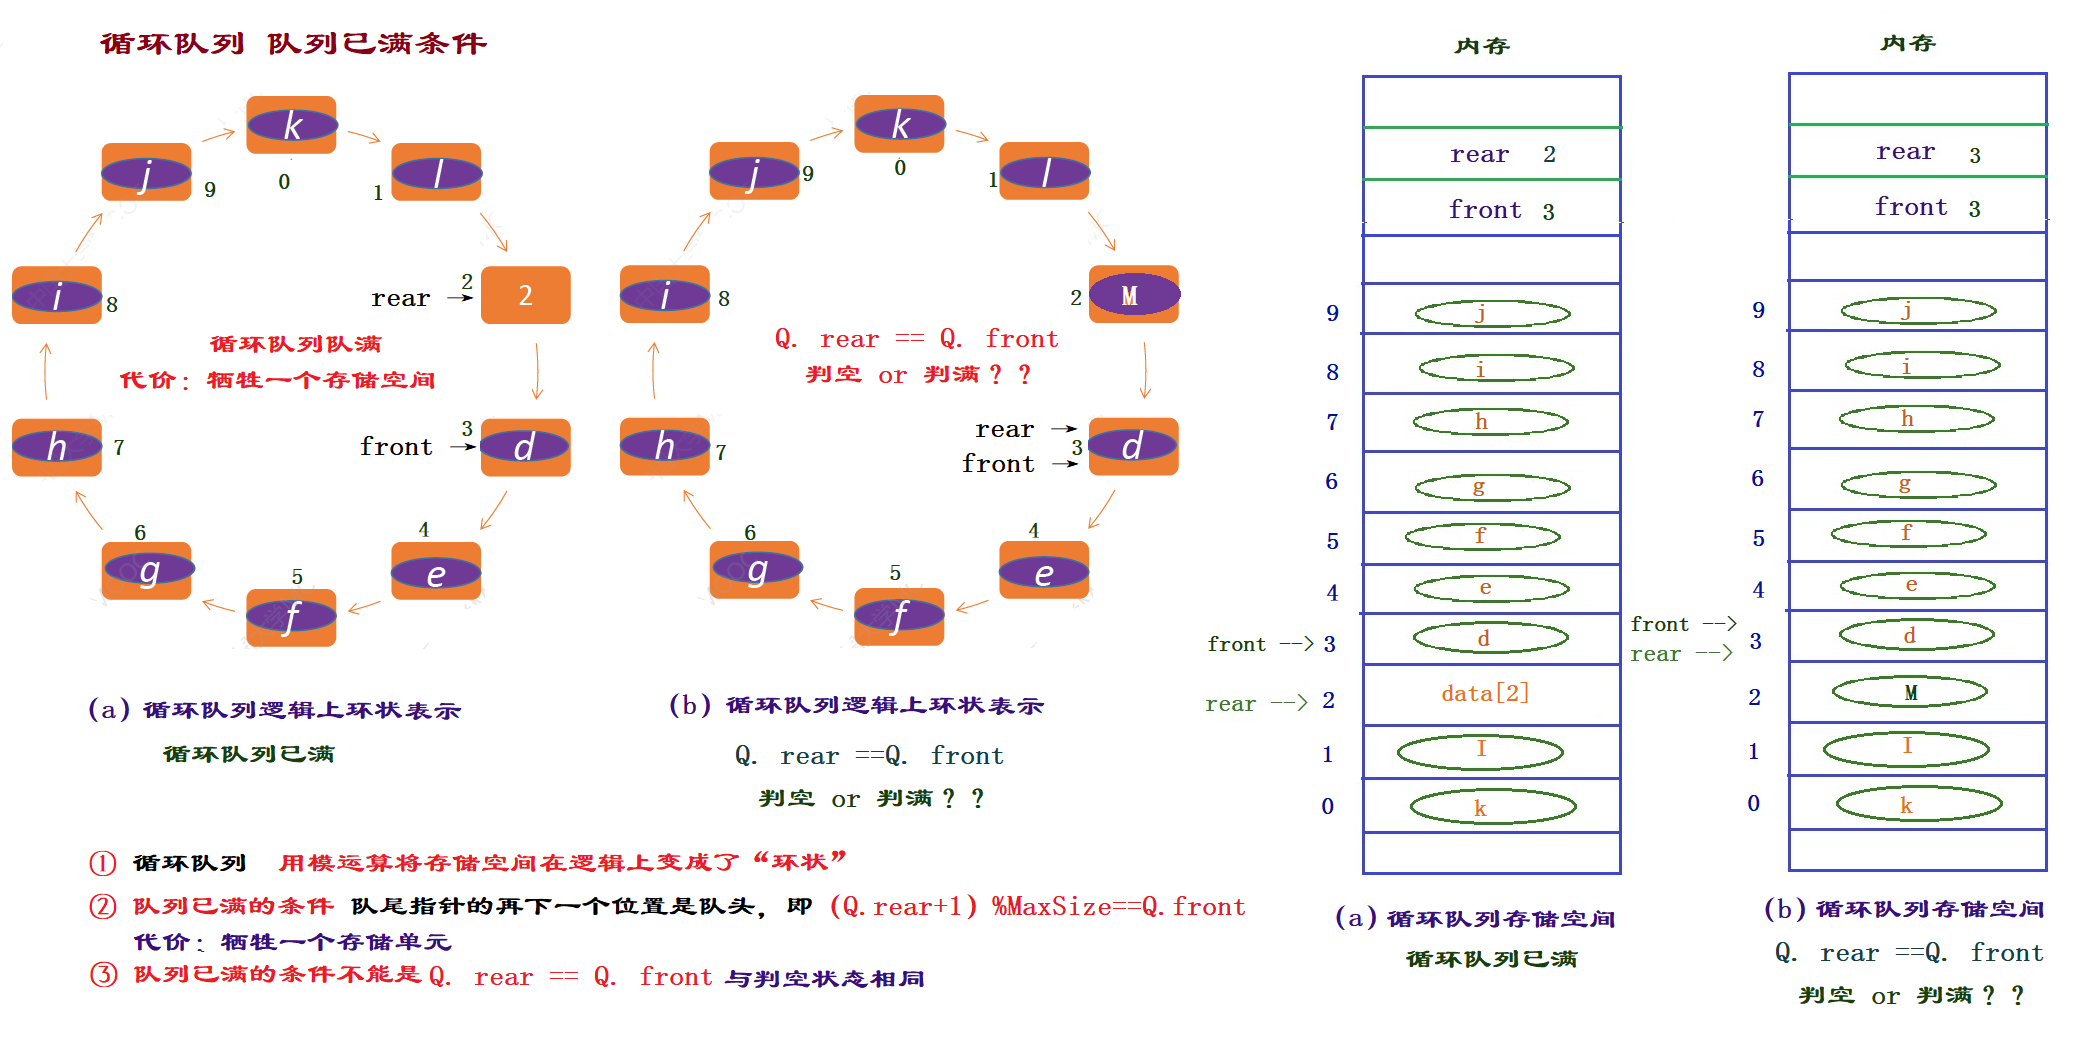 循环队列 队列已满条件
k
0
l
1
j
9
i
8
rear → 2
2
循环队列队满
代价：牺牲一个存储空间
h
7
front → 3
d
g
6
f
5
e
4
(a) 循环队列逻辑上环状表示
循环队列已满
k
0
l
1
j
9
i
8
2
M
Q. rear == Q. front
判空 or 判满？？
rear →
front →
3
d
h
7
g
6
f
5
e
4
(b) 循环队列逻辑上环状表示
Q. rear ==Q. front
判空 or 判满？？
① 循环队列 用模运算将存储空间在逻辑上变成了“环状”
② 队列已满的条件 队尾指针的再下一个位置是队头，即 (Q.rear+1) %MaxSize==Q.front
代价：牺牲一个存储单元
③ 队列已满的条件不能是Q. rear == Q. front 与判空状态相同
内存
rear 2
front 3
9 j
8 i
7 h
6 g
5 f
4 e
front --> 3 d
rear --> 2 data[2]
1 I
0 k
(a) 循环队列存储空间
循环队列已满
内存
rear 3
front 3
9 j
8 i
7 h
6 g
5 f
4 e
front -->
rear -->
3 d
2 M
1 I
0 k
(b) 循环队列存储空间
Q. rear ==Q. front
判空 or 判满？？